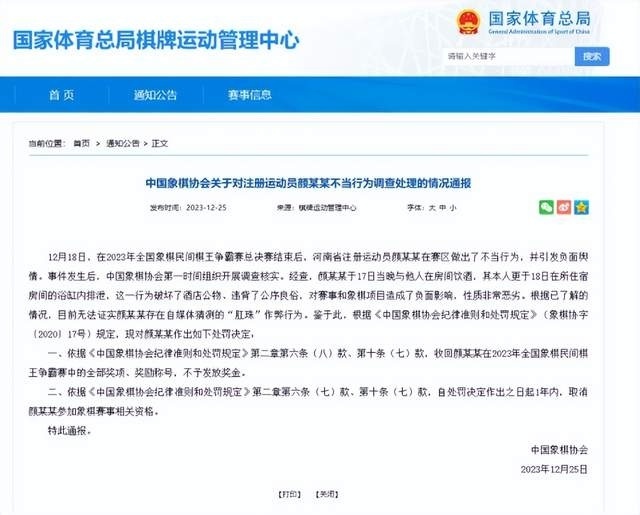 国家体育总局棋牌运动管理中心
国家体育总局
General Administration of Sport of China
请输入关键字
搜索
首 页
通知公告
赛事信息
当前位置： 首页 > 通知公告 > 正文
中国象棋协会关于对注册运动员颜某某不当行为调查处理的情况通报
发布时间：2023-12-25
来源：棋牌运动管理中心
字体：大 中 小
12月18日，在2023年全国象棋民间棋王争霸赛总决赛结束后，河南省注册运动员颜某某在赛区做出了不当行为，并引发负面舆
情。事件发生后，中国象棋协会第一时间组织开展调查核实。经查，颜某某于17日当晚与他人在房间饮酒，其本人更于18日在所住宿
房间的浴缸内排泄，这一行为破坏了酒店公物、违背了公序良俗，对赛事和象棋项目造成了负面影响，性质非常恶劣。根据已了解的
情况，目前无法证实颜某某存在自媒体猜测的“肛珠”作弊行为。鉴于此，根据《中国象棋协会纪律准则和处罚规定》（象棋协字
〔2020〕17号）规定，现对颜某某作出如下处罚决定：
一、依据《中国象棋协会纪律准则和处罚规定》第二章第六条（八）款、第十条（七）款，收回颜某某在2023年全国象棋民间棋
王争霸赛中的全部奖项、奖励称号，不予发放奖金。
二、依据《中国象棋协会纪律准则和处罚规定》第二章第六条（七）款、第十条（七）款，自处罚决定作出之日起1年内，取消
颜某某参加象棋赛事相关资格。
特此通报。
中国象棋协会
2023年12月25日
【打印】 【关闭】